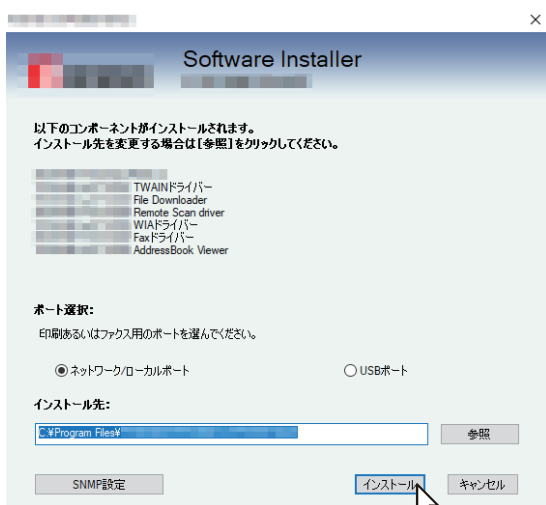 Software Installer
以下のコンポーネントがインストールされます。
インストール先を変更する場合は[参照]をクリックしてください。
TWAINドライバー
File Downloader
Remote Scan driver
WIAドライバー
Faxドライバー
AddressBook Viewer
ポート選択:
印刷あるいはファクス用のポートを選んでください。
ネットワーク/ローカルポート USBポート
インストール先:
C:¥Program Files¥ 参照
SNMP設定 インストール キャンセル